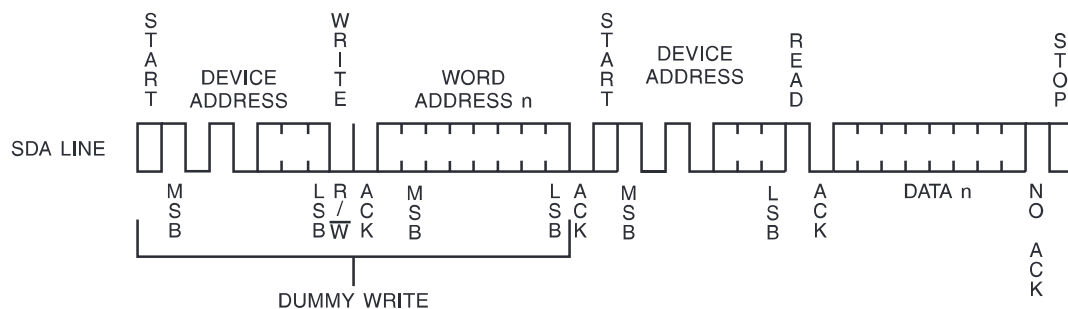 START
WRITE
START
READ
STOP
DEVICE
ADDRESS
WORD
ADDRESS n
DEVICE
ADDRESS
SDA LINE
MSB
LSB
R/W
ACK
MSB
LSB
ACK
MSB
LSB
ACK
DATA n
NO ACK
DUMMY WRITE